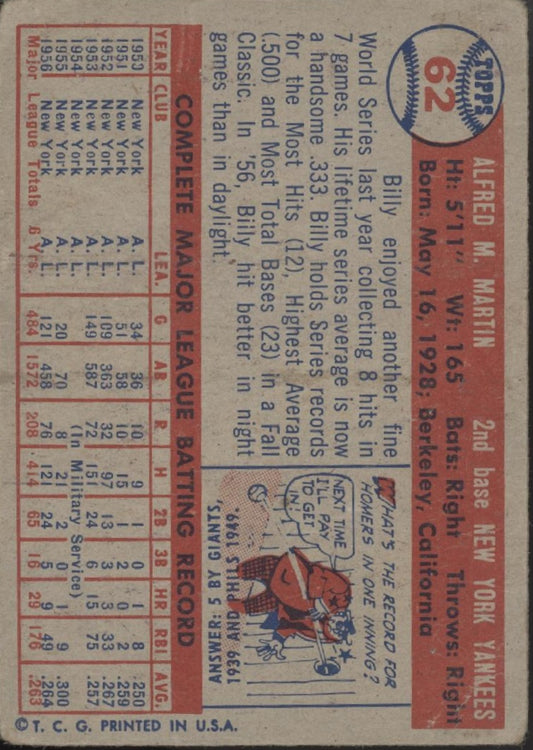 TOPPS
62
ALFRED M. MARTIN 2nd base NEW YORK YANKEES
Ht: 5'11" Wt: 165 Bats: Right Throws: Right
Born: May 16, 1928; Berkeley, California
Billy enjoyed another fine
World Series last year collecting 8 hits in
7 games. His lifetime series average is now
a handsome .333. Billy holds Series records
for the Most Hits (12), Highest Average
(.500) and Most Total Bases (23) in a Fall
Classic. In '56, Billy hit better in night
games than in daylight.
WHAT'S THE RECORD FOR
HOMERS IN ONE INNING?
NEXT TIME
I'LL PAY
TO GET
IN.
ANSWER: 5 BY GIANTS,
1939 AND PHILS 1949.
COMPLETE MAJOR LEAGUE BATTING RECORD
YEAR CLUB LEA. G AB R H 2B 3B HR RBI AVG.
1950 New York A. L. 34 36 10 9 1 0 1 8 .250
1951 New York A. L. 51 58 10 15 1 2 0 2 .259
1952 New York A. L. 109 363 32 97 13 3 3 33 .267
1953 New York A. L. 149 587 72 151 24 6 15 75 .257
1954 New York A. L. (In Military Service)
1955 New York A. L. 20 70 8 21 2 0 1 9 .300
1956 New York A. L. 121 458 76 121 24 5 9 49 .264
Major League Totals 6 Yrs. 484 1572 208 414 65 16 29 176 .263
© T. C. G. PRINTED IN U.S.A.